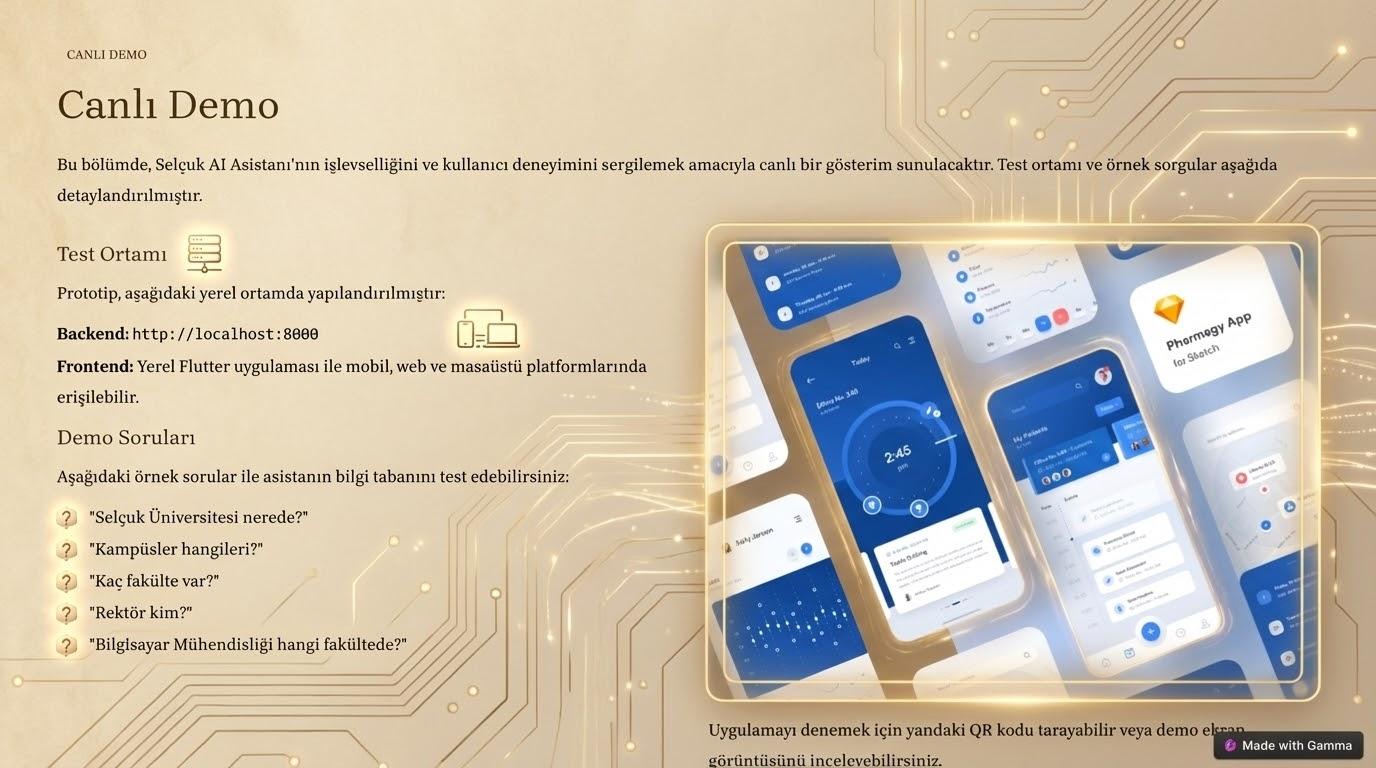 CANLI DEMO
Canlı Demo
Bu bölümde, Selçuk AI Asistanı'nın işlevselliğini ve kullanıcı deneyimini sergilemek amacıyla canlı bir gösterim sunulacaktır. Test ortamı ve örnek sorgular aşağıda
detaylandırılmıştır.
Test Ortamı
Prototip, aşağıdaki yerel ortamda yapılandırılmıştır:
Backend: http://localhost:8000
Frontend: Yerel Flutter uygulaması ile mobil, web ve masaüstü platformlarında
erişilebilir.
Demo Soruları
Aşağıdaki örnek sorular ile asistanın bilgi tabanını test edebilirsiniz:
? "Selçuk Üniversitesi nerede?"
? "Kampüsler hangileri?"
? "Kaç fakülte var?"
? "Rektör kim?"
? "Bilgisayar Mühendisliği hangi fakültede?"
Today
2:45
pm
My Patients
Phormegy App
for Sketch
Uygulamayı denemek için yandaki QR kodu tarayabilir veya demo ekran
görüntüsünü inceleyebilirsiniz.
Made with Gamma